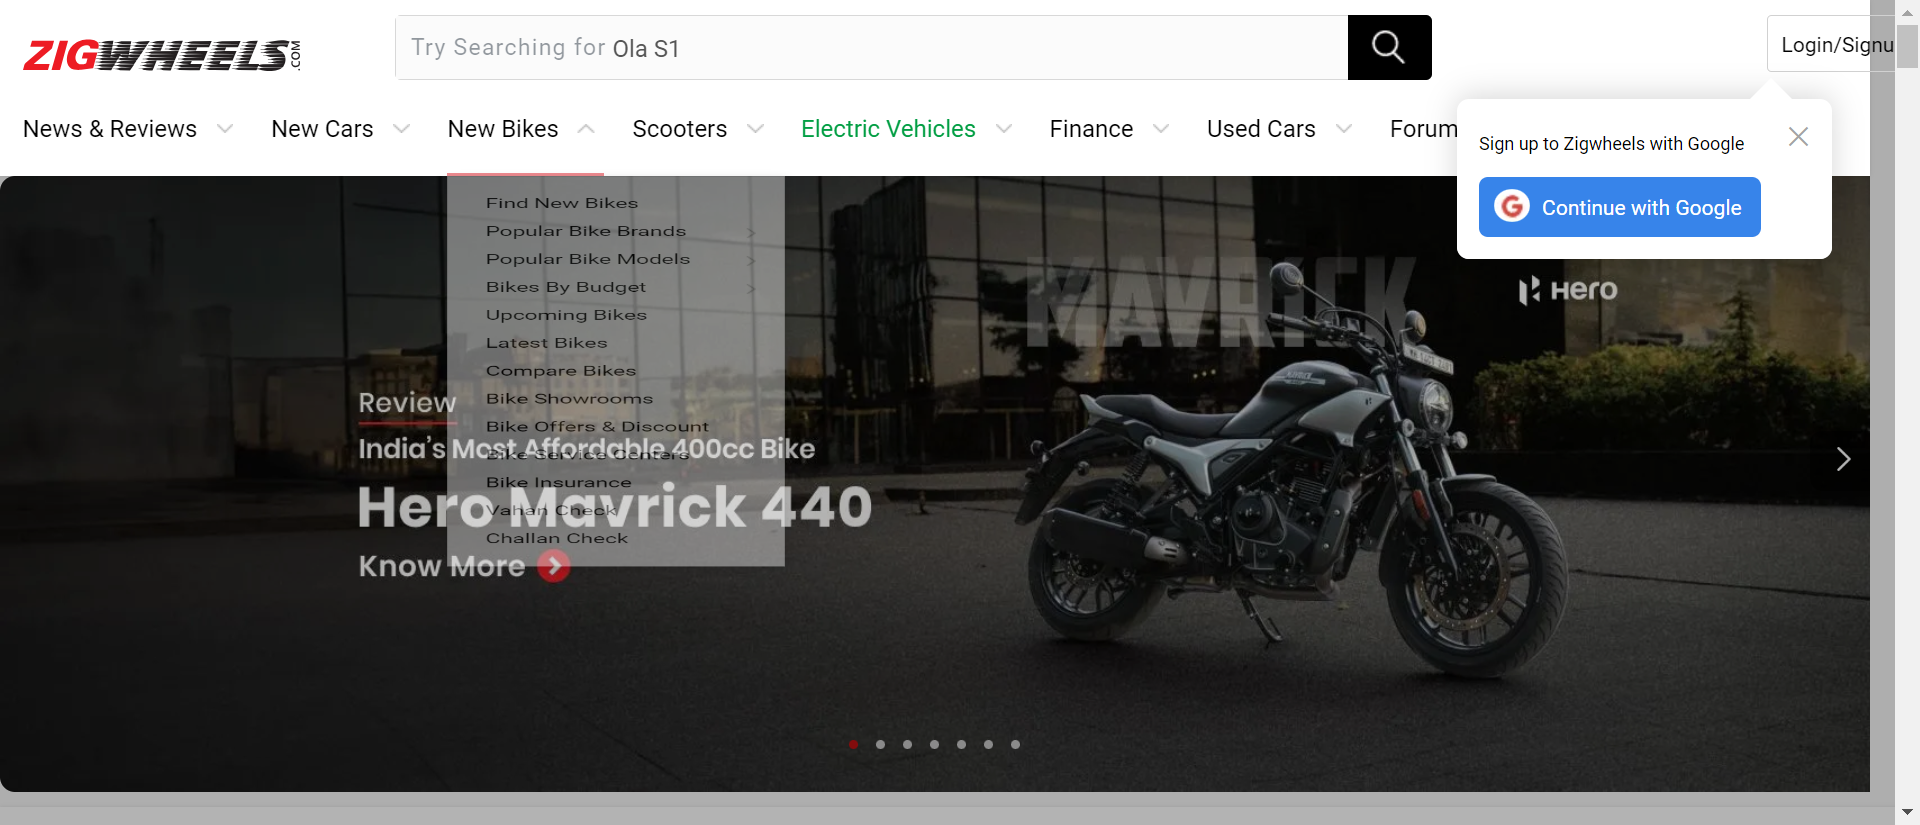 ZIGWHEELS.COM
Try Searching for Ola S1
Login/Signu
News & Reviews
New Cars
New Bikes
Scooters
Electric Vehicles
Finance
Used Cars
Forum
Sign up to Zigwheels with Google
G Continue with Google
Find New Bikes
Popular Bike Brands
Popular Bike Models
Bikes By Budget
Upcoming Bikes
Latest Bikes
Compare Bikes
Bike Showrooms
Bike Offers & Discount
Bike Service Centers
Bike Insurance
Vahan Check
Challan Check
MAVRICK
Hero
Review
India's Most Affordable 400cc Bike
Hero Mavrick 440
Know More